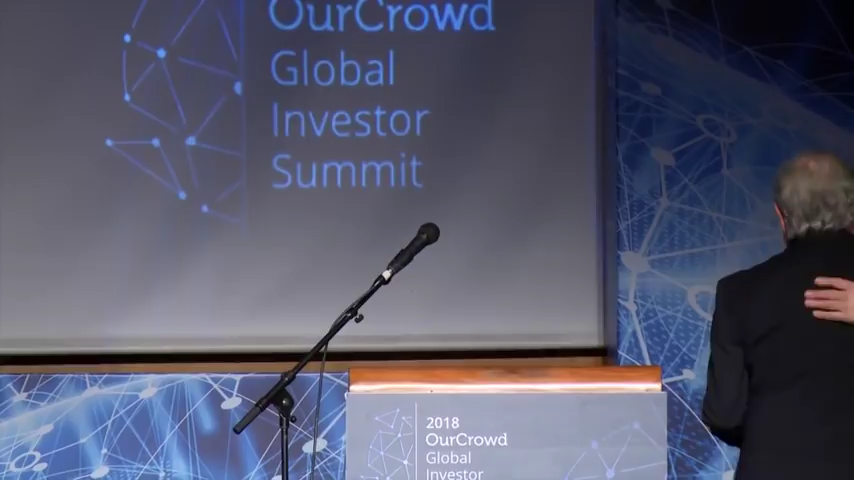 OurCrowd
Global
Investor
Summit
2018
OurCrowd
Global
Investor